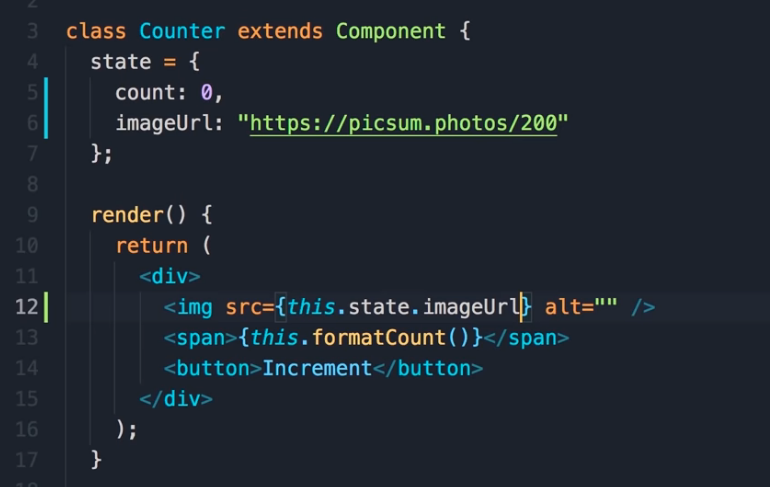 2
3 class Counter extends Component {
4 state = {
5 count: 0,
6 imageUrl: "https://picsum.photos/200"
7 };
8
9 render() {
10 return (
11 <div>
12 <img src={this.state.imageUrl} alt="" />
13 <span>{this.formatCount()}</span>
14 <button>Increment</button>
15 </div>
16 );
17 }